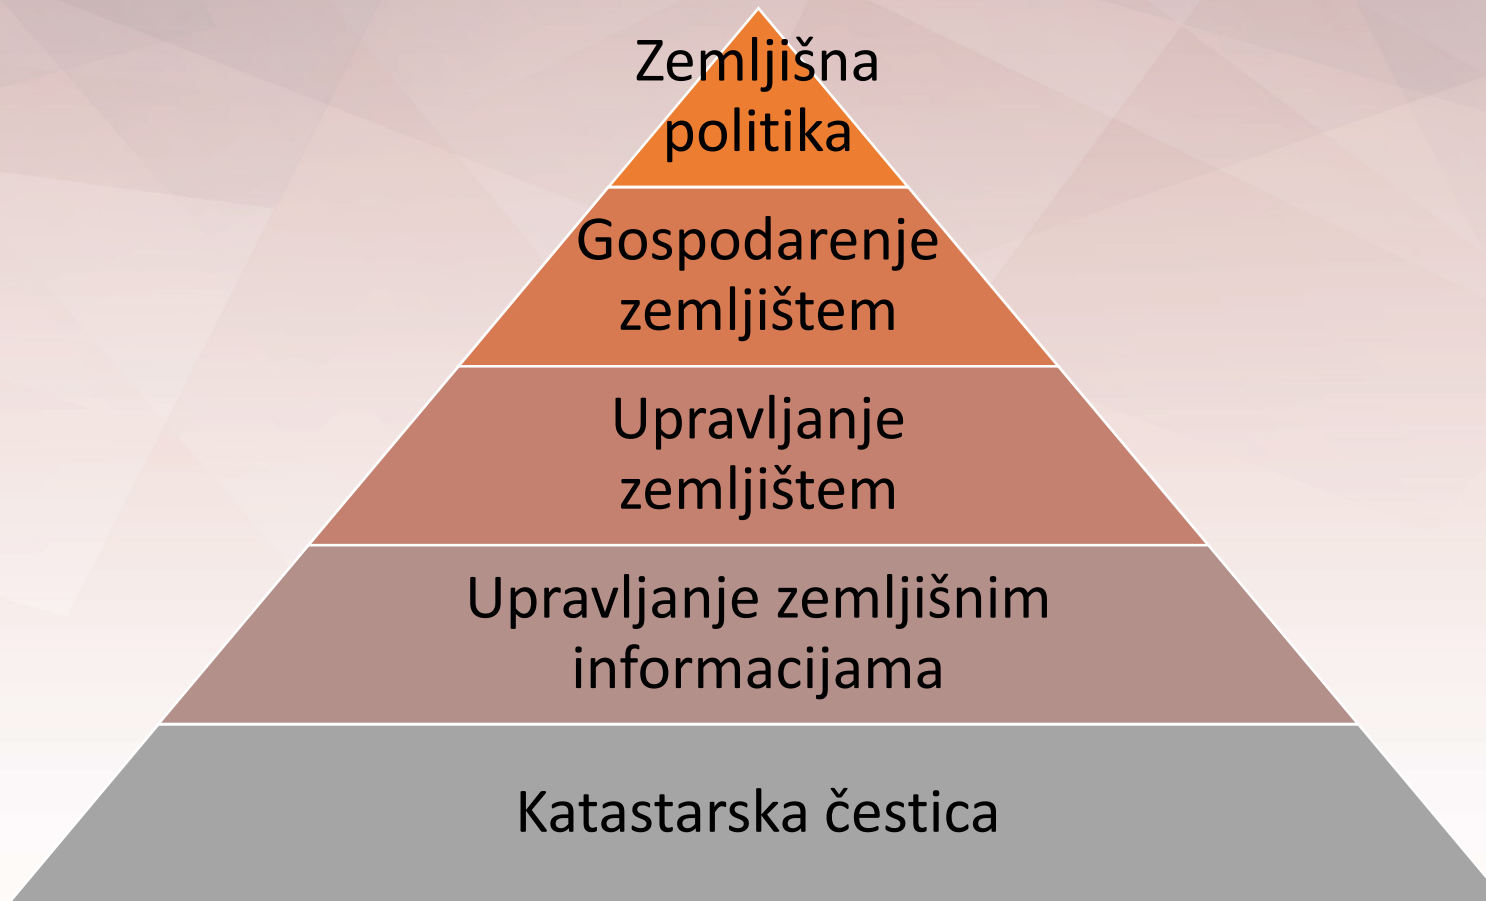 Zemljišna
politika
Gospodarenje
zemljištem
Upravljanje
zemljištem
Upravljanje zemljišnim
informacijama
Katastarska čestica